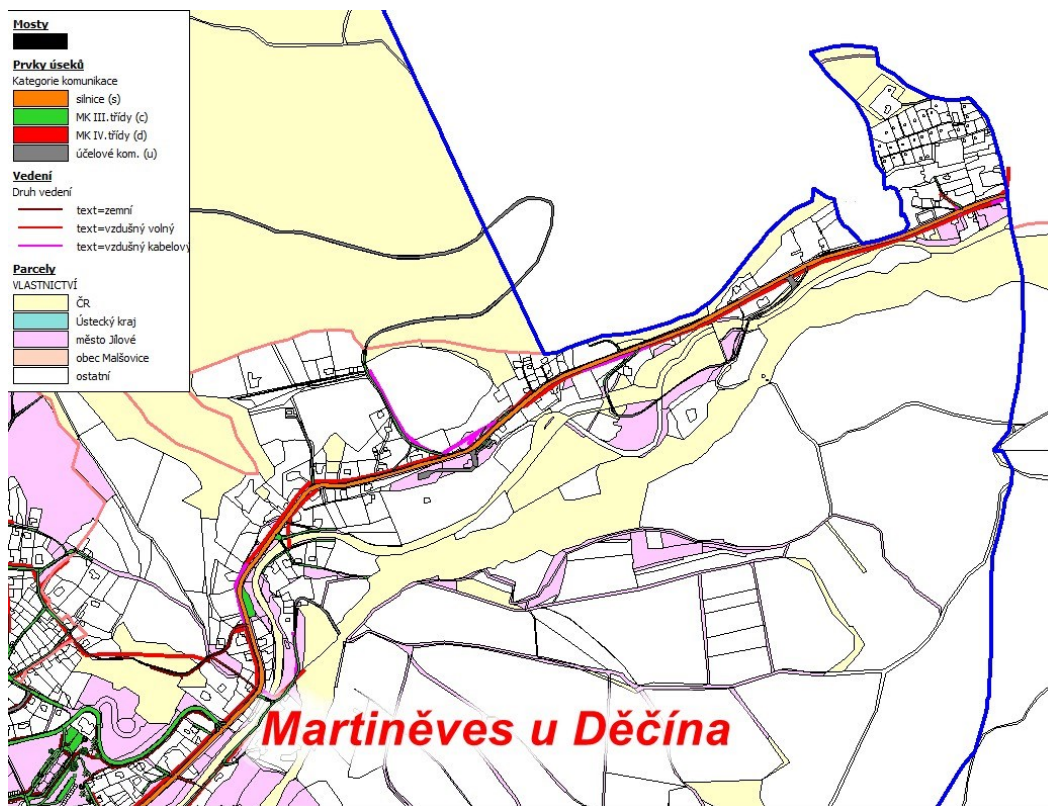 Mosty
Prvky úseků
Kategorie komunikace
silnice (s)
MK III.třídy (c)
MK IV.třídy (d)
účelové kom. (u)
Vedení
Druh vedení
text=zemní
text=vzdušný volný
text=vzdušný kabelový
Parcely
VLASTNICTVÍ
ČR
Ústecký kraj
město Jílové
obec Malšovice
ostatní
Martiněves u Děčína